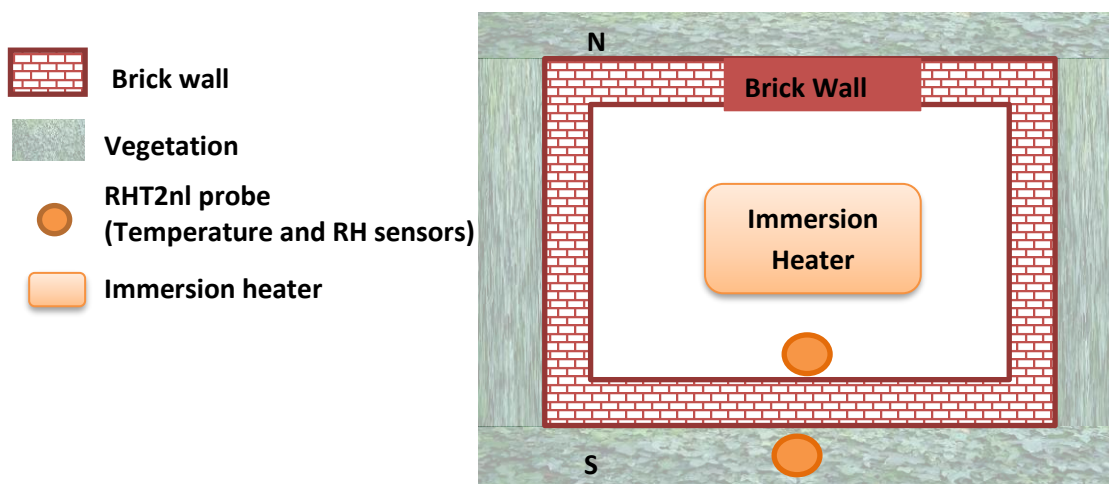 Brick wall
Vegetation
RHT2nl probe
(Temperature and RH sensors)
Immersion heater
N
Brick Wall
Immersion
Heater
S